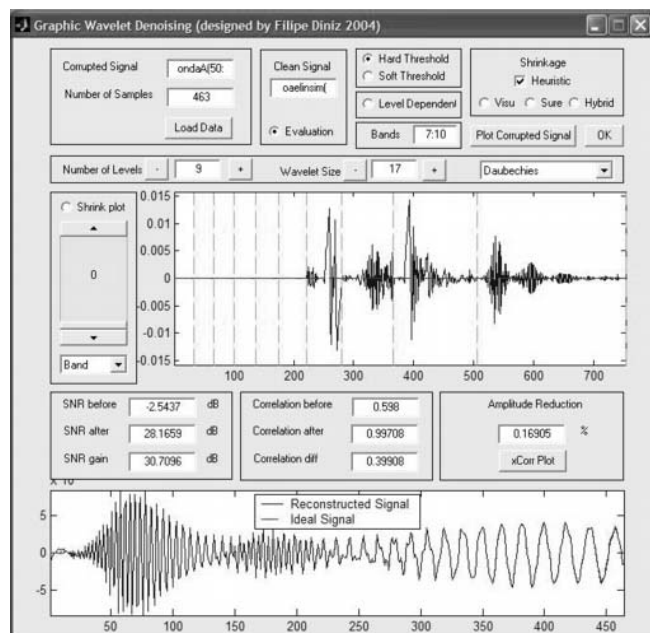 Graphic Wavelet Denoising (designed by Filipe Diniz 2004)
Corrupted Signal ondaA(50:
Number of Samples 463
Load Data
Clean Signal
oaelinsim(
Evaluation
Hard Threshold
Soft Threshold
Level Dependent
Bands 7:10
Shrinkage
Heuristic
Visu Sure Hybrid
Plot Corrupted Signal OK
Number of Levels - 9 + Wavelet Size - 17 + Daubechies
Shrink plot
0
Band
0.015
0.01
0.005
0
-0.005
-0.01
-0.015
100 200 300 400 500 600 700
SNR before -2.5437 dB
SNR after 28.1659 dB
SNR gain 30.7096 dB
Correlation before 0.598
Correlation after 0.99708
Correlation diff 0.39908
Amplitude Reduction
0.16905 %
xCorr Plot
Reconstructed Signal
Ideal Signal
5
0
-5
50 100 150 200 250 300 350 400 450